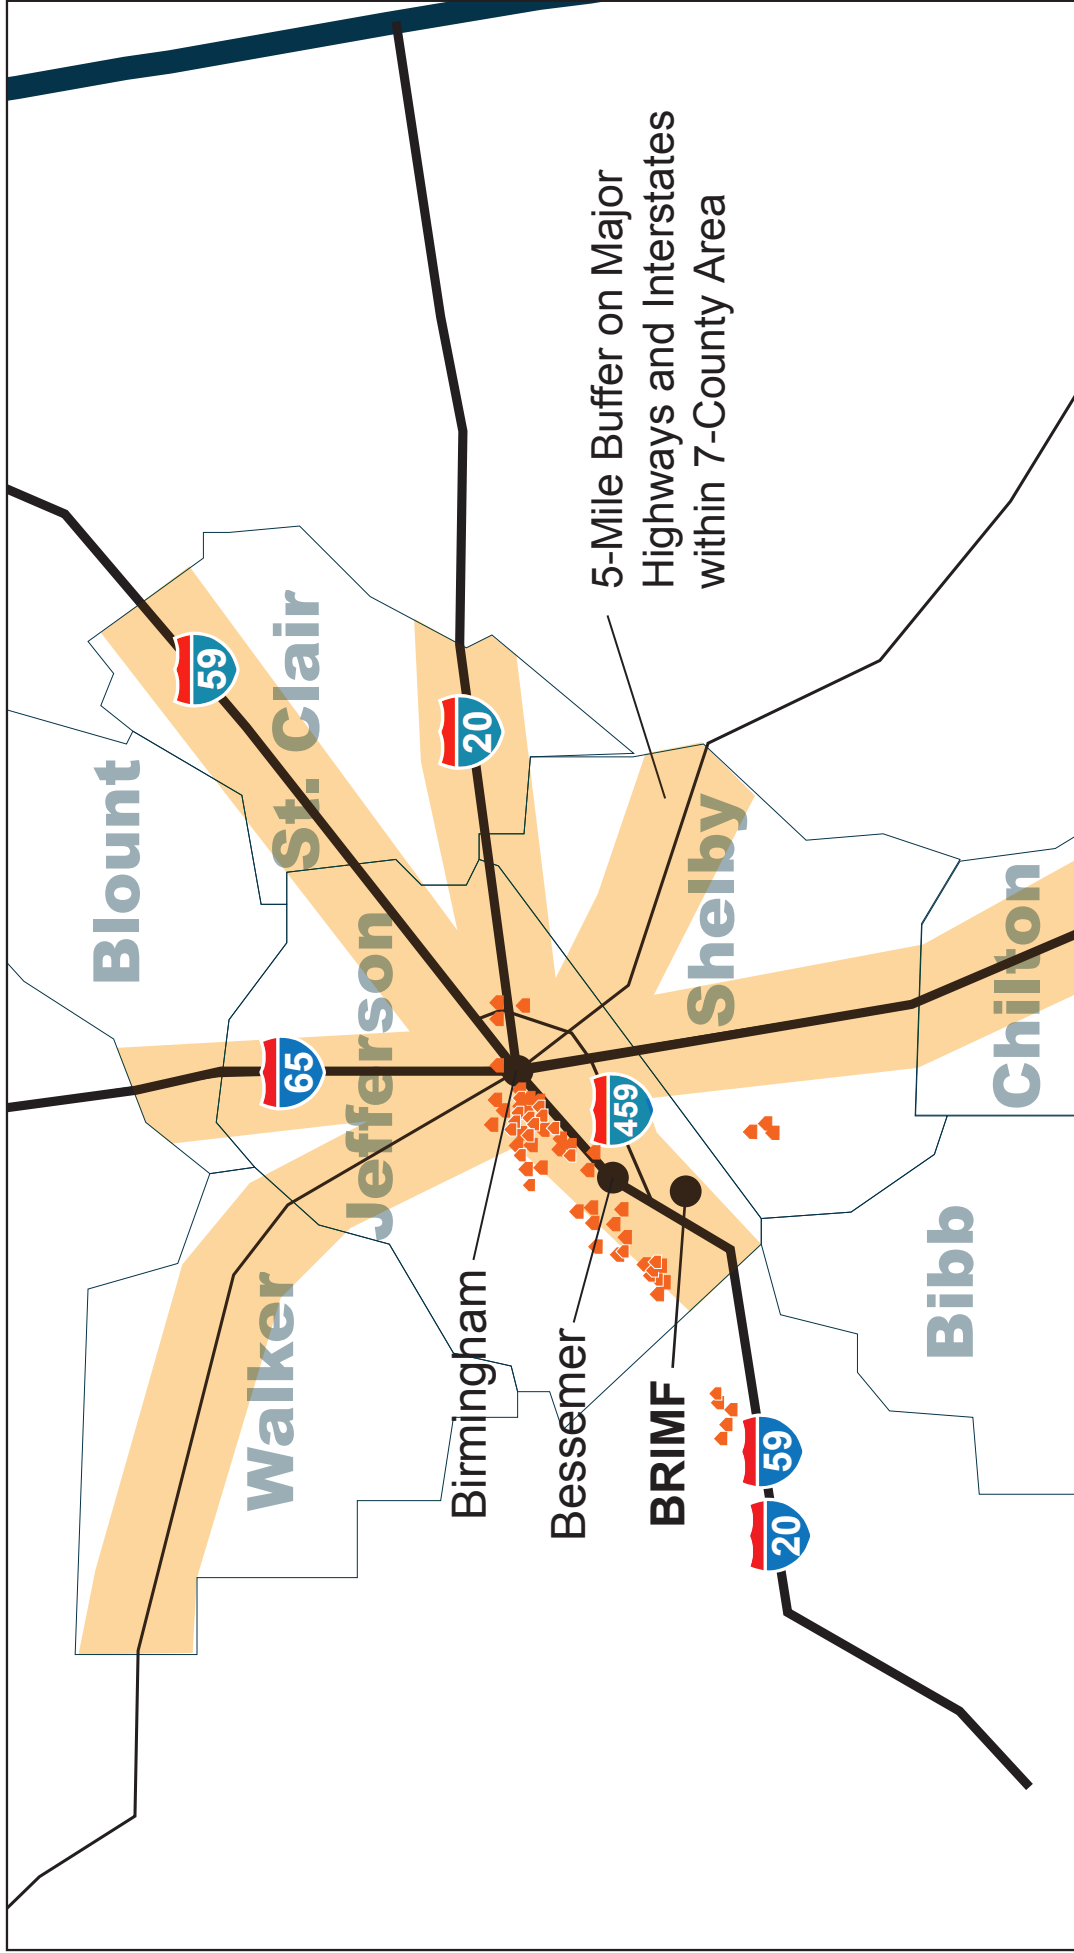 Blount
59
St. Clair
65
20
Jefferson
5-Mile Buffer on Major
Highways and Interstates
within 7-County Area
Walker
Birmingham
459
Shelby
Bessemer
BRIMF
59
20
Bibb
Chilton